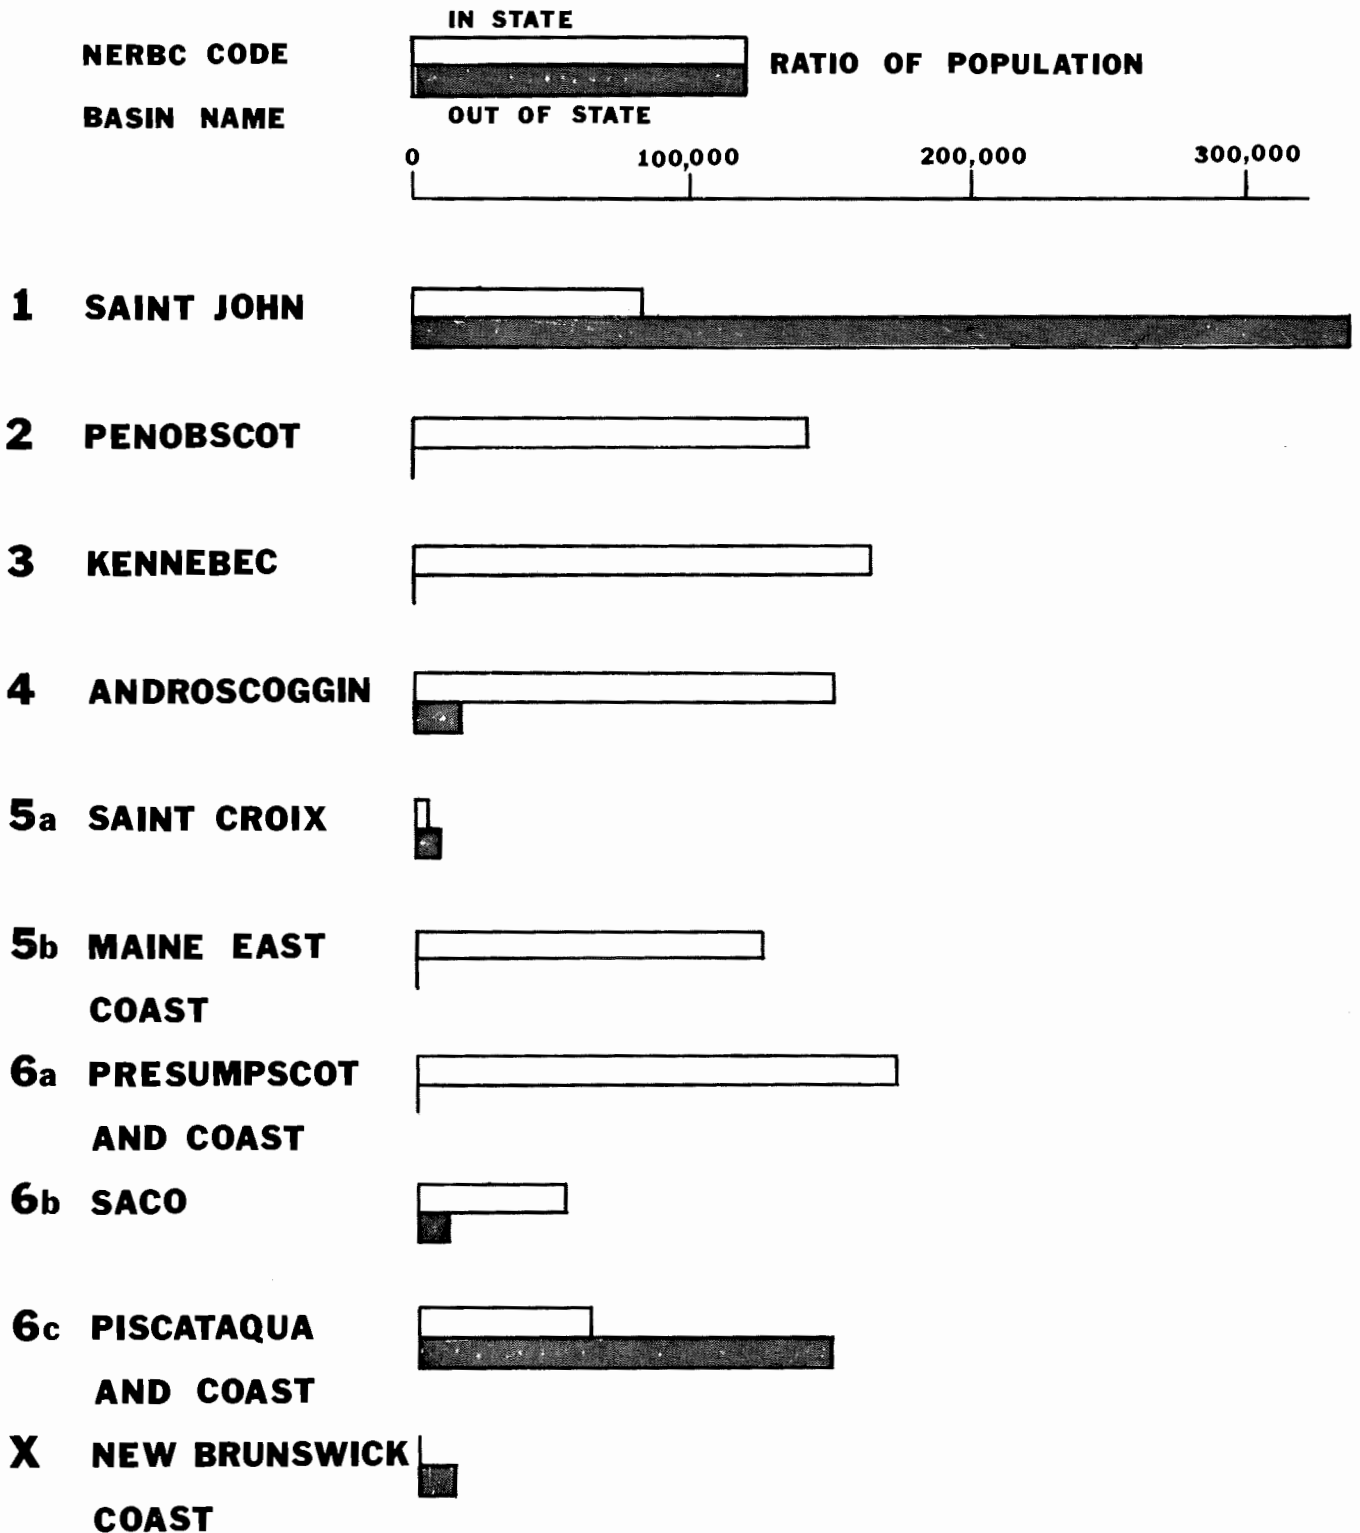 IN STATE
NERBC CODE
RATIO OF POPULATION
BASIN NAME
OUT OF STATE
0 100,000 200,000 300,000
1 SAINT JOHN
2 PENOBSCOT
3 KENNEBEC
4 ANDROSCOGGIN
5a SAINT CROIX
5b MAINE EAST
COAST
6a PRESUMPSCOT
AND COAST
6b SACO
6c PISCATAQUA
AND COAST
X NEW BRUNSWICK
COAST